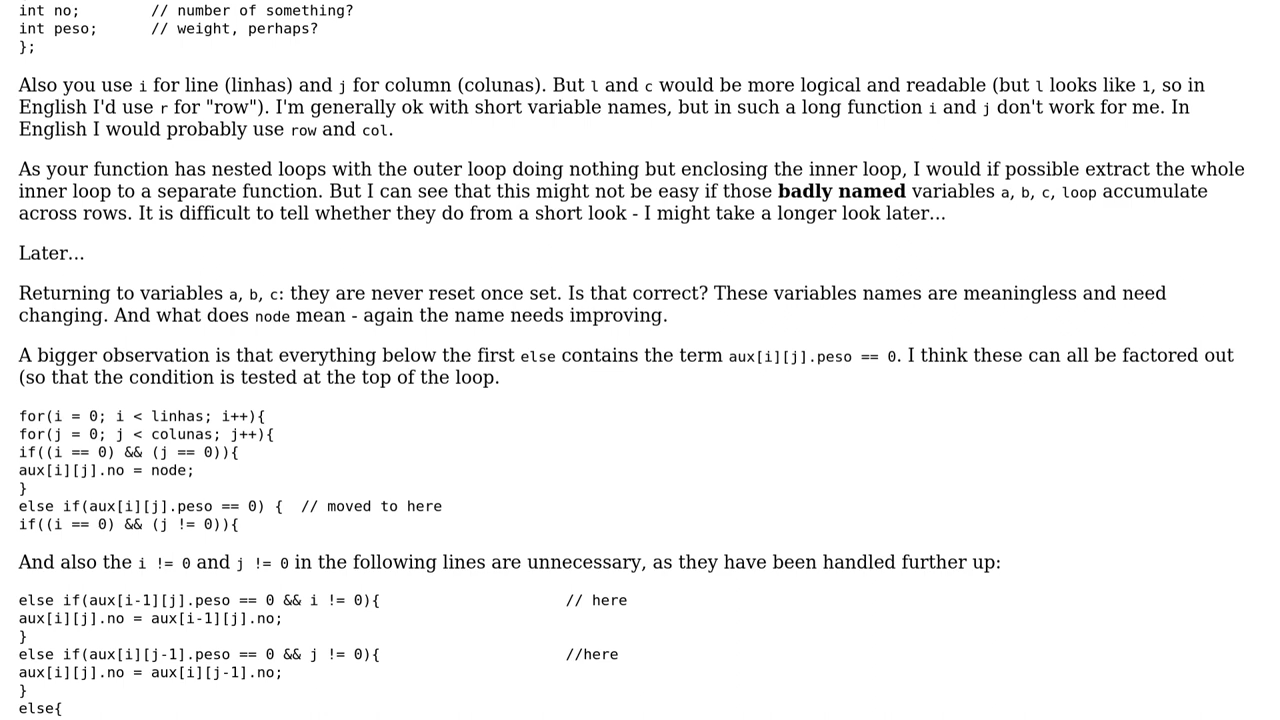 int no;        // number of something?
int peso;      // weight, perhaps?
};
Also you use i for line (linhas) and j for column (colunas). But l and c would be more logical and readable (but l looks like 1, so in
English I'd use r for "row"). I'm generally ok with short variable names, but in such a long function i and j don't work for me. In
English I would probably use row and col.
As your function has nested loops with the outer loop doing nothing but enclosing the inner loop, I would if possible extract the whole
inner loop to a separate function. But I can see that this might not be easy if those badly named variables a, b, c, loop accumulate
across rows. It is difficult to tell whether they do from a short look - I might take a longer look later...
Later...
Returning to variables a, b, c: they are never reset once set. Is that correct? These variables names are meaningless and need
changing. And what does node mean - again the name needs improving.
A bigger observation is that everything below the first else contains the term aux[i][j].peso == 0. I think these can all be factored out
(so that the condition is tested at the top of the loop.
for(i = 0; i < linhas; i++){
for(j = 0; j < colunas; j++){
if((i == 0) && (j == 0)){
aux[i][j].no = node;
}
else if(aux[i][j].peso == 0) {  // moved to here
if((i == 0) && (j != 0)){
And also the i != 0 and j != 0 in the following lines are unnecessary, as they have been handled further up:
else if(aux[i-1][j].peso == 0 && i != 0){                     // here
aux[i][j].no = aux[i-1][j].no;
}
else if(aux[i][j-1].peso == 0 && j != 0){                     //here
aux[i][j].no = aux[i][j-1].no;
}
else{